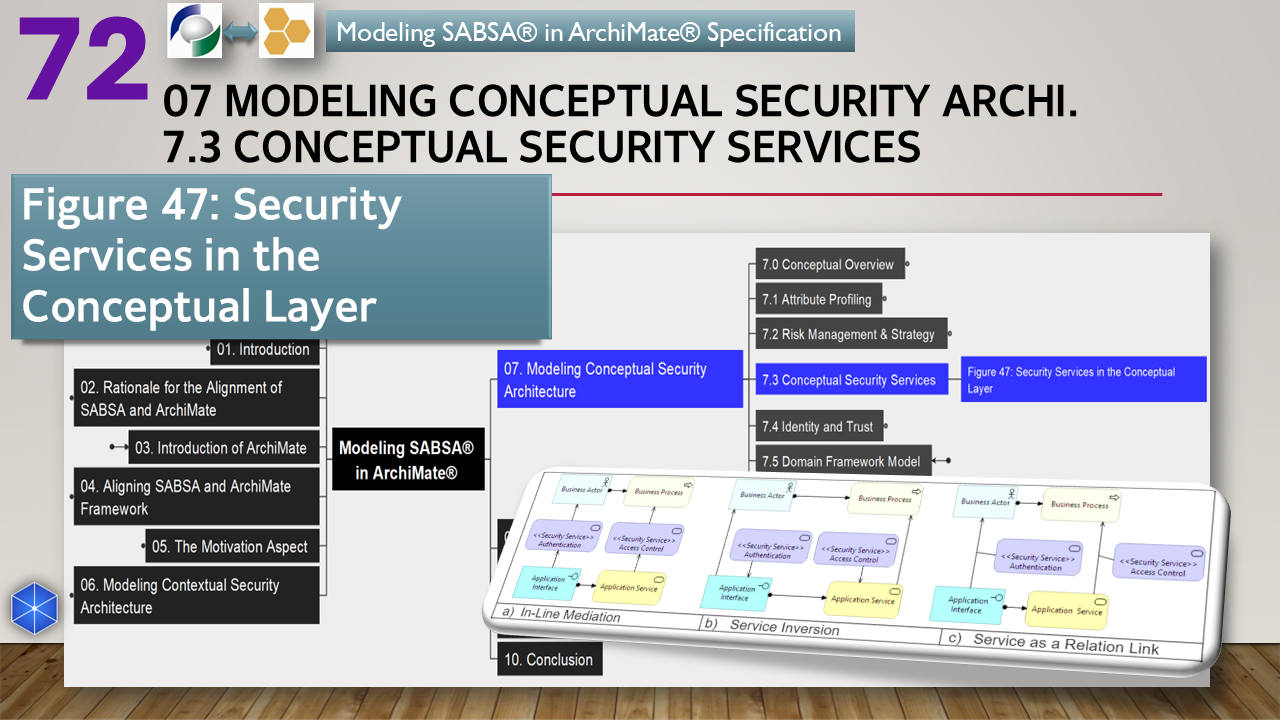 72
Modeling SABSA® in ArchiMate® Specification
07 MODELING CONCEPTUAL SECURITY ARCHI.
7.3 CONCEPTUAL SECURITY SERVICES
Figure 47: Security
Services in the
Conceptual Layer
01. Introduction
02. Rationale for the Alignment of
SABSA and ArchiMate
03. Introduction of ArchiMate
04. Aligning SABSA and ArchiMate
Framework
05. The Motivation Aspect
06. Modeling Contextual Security
Architecture
Modeling SABSA®
in ArchiMate®
07. Modeling Conceptual Security
Architecture
7.0 Conceptual Overview
7.1 Attribute Profiling
7.2 Risk Management & Strategy
7.3 Conceptual Security Services
Figure 47: Security Services in the Conceptual
Layer
7.4 Identity and Trust
7.5 Domain Framework Model
10. Conclusion
Business Actor
Business Process
<<Security Service>>
Authentication
<<Security Service>>
Access Control
Application
Interface
Application Service
a) In-Line Mediation
Business Actor
Business Process
<<Security Service>>
Authentication
<<Security Service>>
Access Control
Application
Interface
Application Service
b) Service Inversion
Business Actor
Business Process
<<Security Service>>
Authentication
<<Security Service>>
Access Control
Application
Interface
Application Service
c) Service as a Relation Link